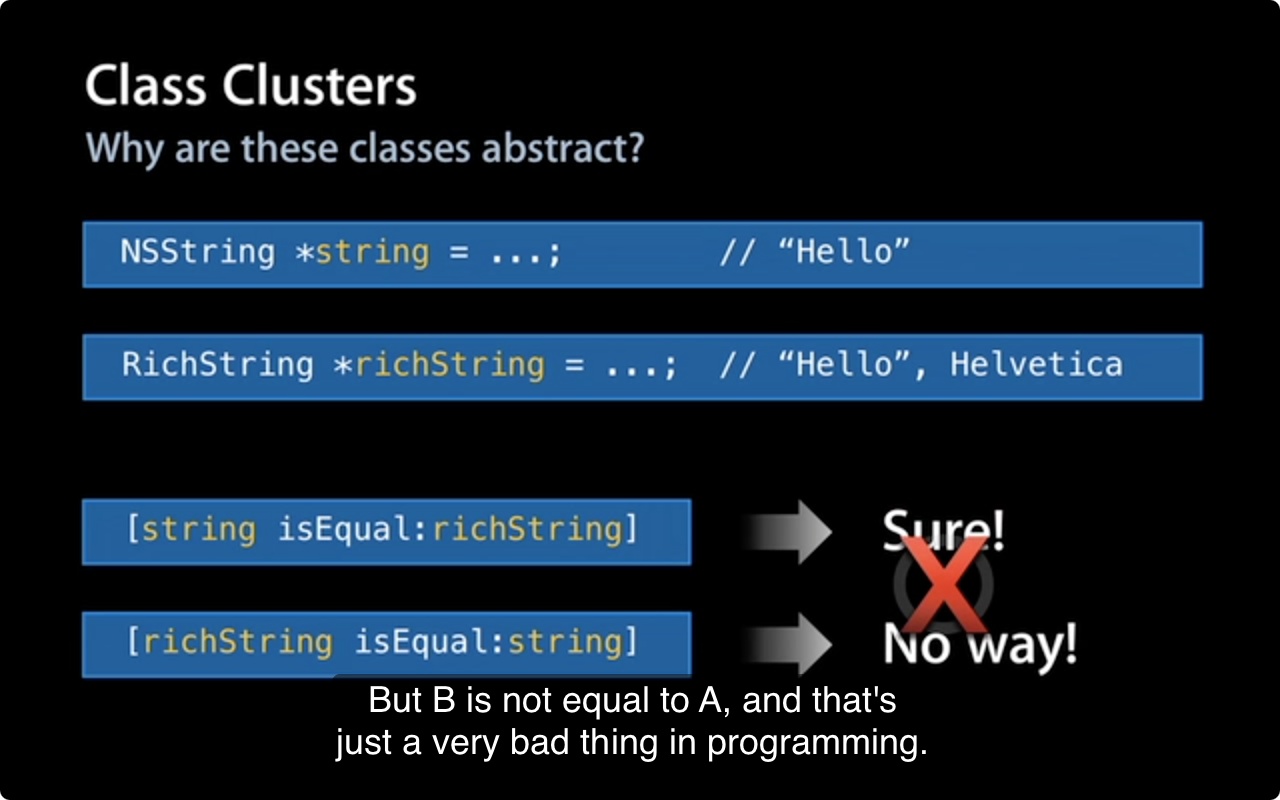 Class Clusters
Why are these classes abstract?
NSString *string = ...; // “Hello”
RichString *richString = ...; // “Hello”, Helvetica
[string isEqual:richString] Sure!
X
[richString isEqual:string] No way!
But B is not equal to A, and that's
just a very bad thing in programming.